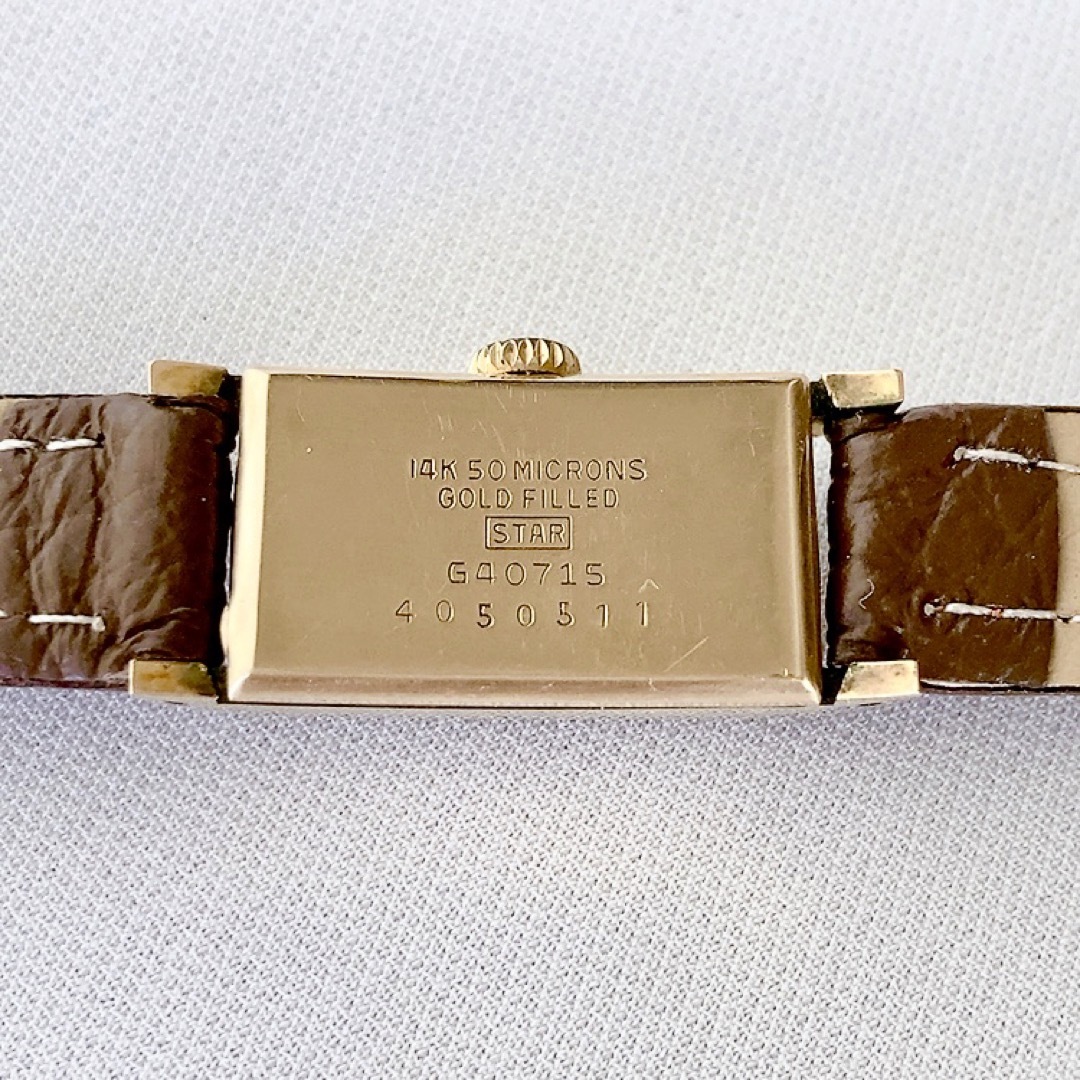 14K 50 MICRONS
GOLD FILLED
STAR
G40715
4050511